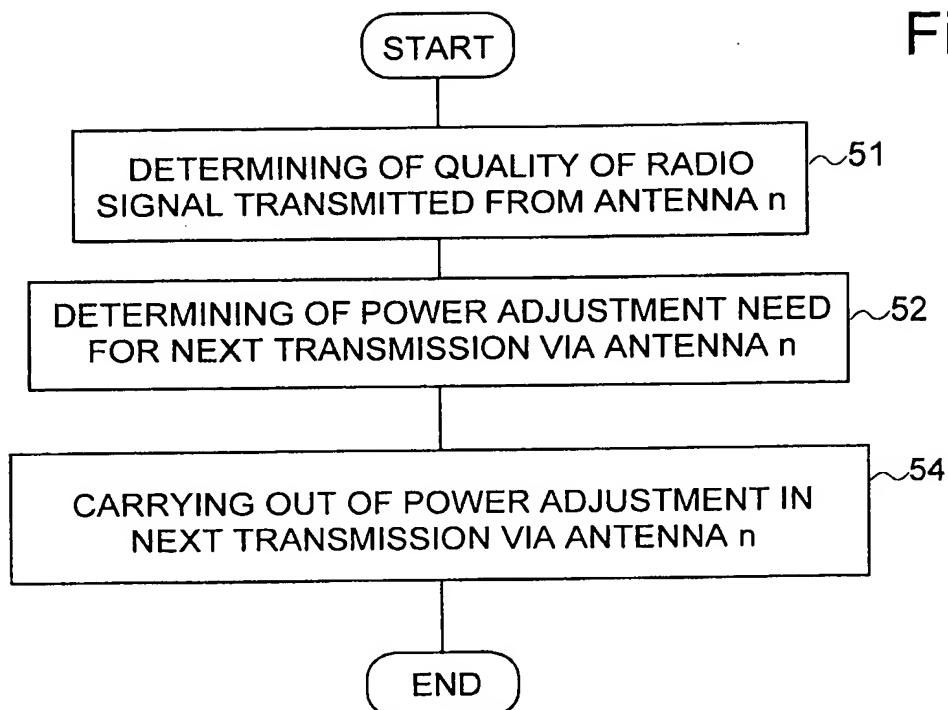 Fi
START
DETERMINING OF QUALITY OF RADIO
SIGNAL TRANSMITTED FROM ANTENNA n
51
DETERMINING OF POWER ADJUSTMENT NEED
FOR NEXT TRANSMISSION VIA ANTENNA n
52
CARRYING OUT OF POWER ADJUSTMENT IN
NEXT TRANSMISSION VIA ANTENNA n
54
END